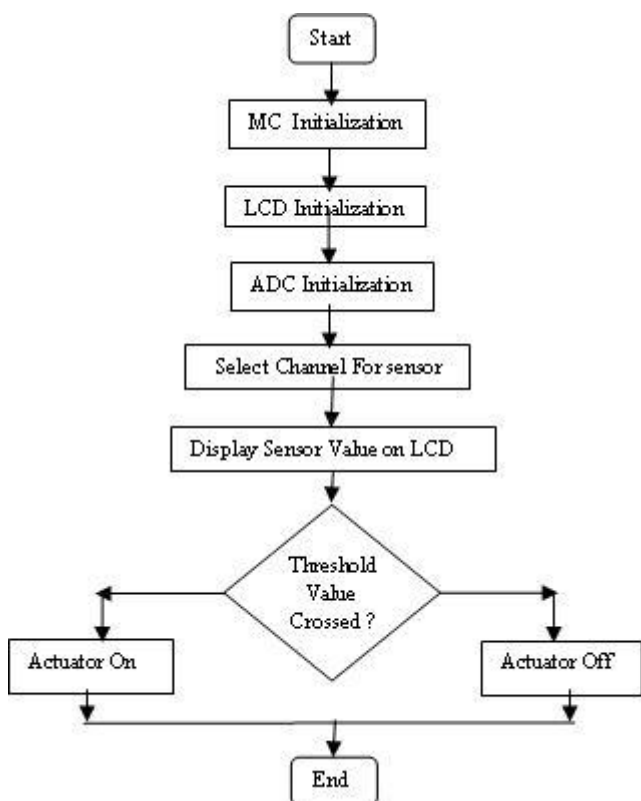 Start
MC Initialization
LCD Initialization
ADC Initialization
Select Channel For sensor
Display Sensor Value on LCD
Threshold
Value
Crossed ?
Actuator On
Actuator Off
End